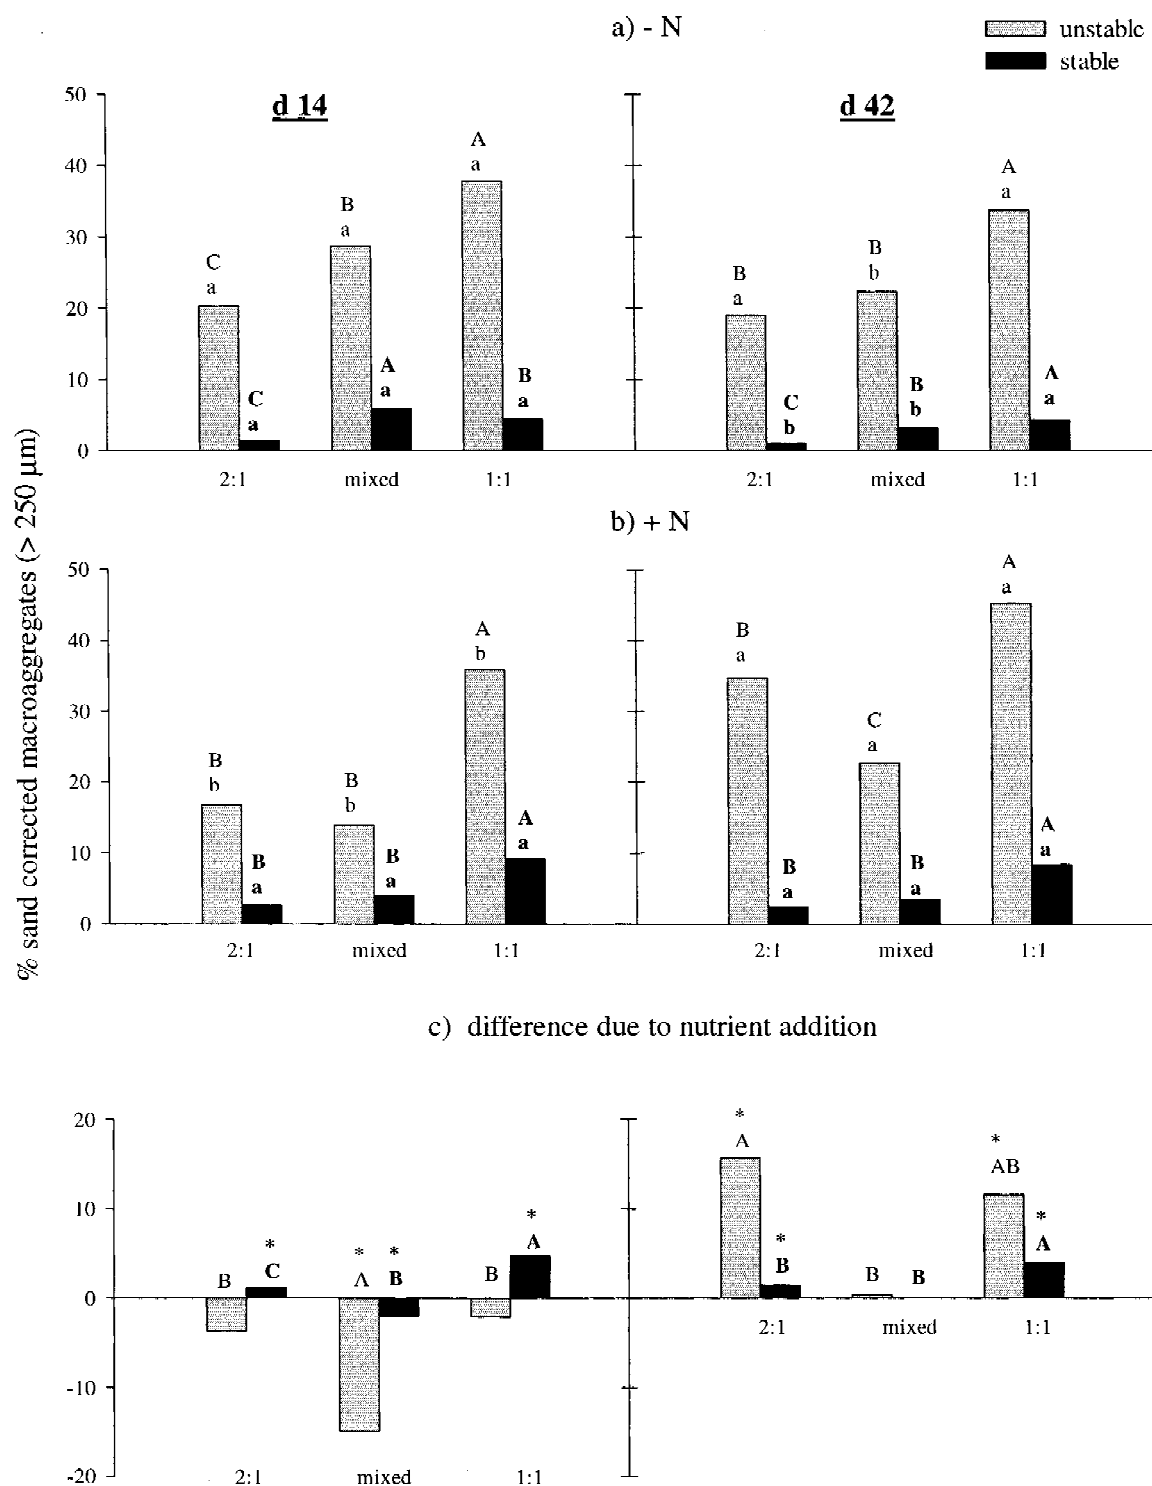 a) - N
unstable
stable
d 14
d 42
% sand corrected macroaggregates (> 250 µm)
50
40
30
20
10
0
C
a
C
a
B
a
A
a
A
a
B
a
B
a
C
b
B
b
B
b
A
a
A
a
2:1 mixed 1:1 2:1 mixed 1:1
b) + N
50
40
30
20
10
0
B
b
B
a
B
b
B
a
A
b
A
a
B
a
B
a
C
a
B
a
A
a
A
a
2:1 mixed 1:1 2:1 mixed 1:1
c) difference due to nutrient addition
20
10
0
-10
-20
B
*
C
*
A
*
B
B
*
A
*
A
*
B
B
B
*
AB
*
A
2:1 mixed 1:1
2:1 mixed 1:1